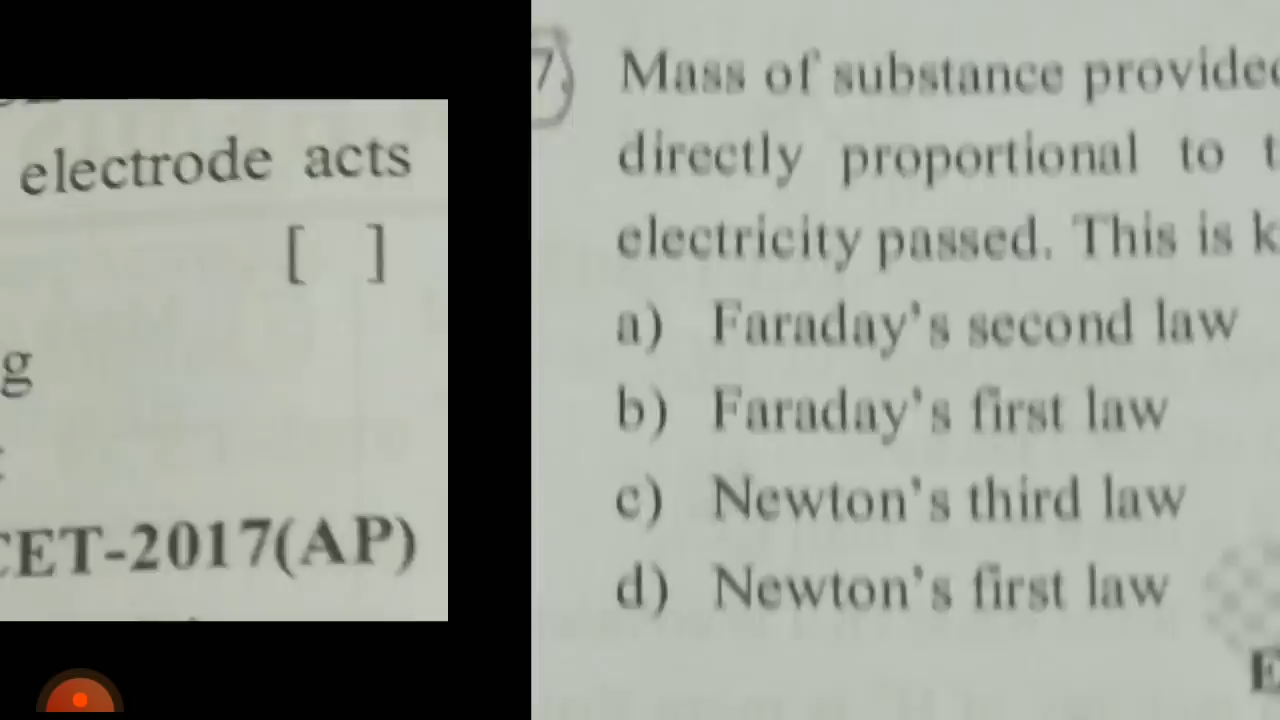 electrode acts
[ ]
g
CET-2017(AP)
7)
Mass of substance provided
directly proportional to t
electricity passed. This is k
a) Faraday's second law
b) Faraday's first law
c) Newton's third law
d) Newton's first law
E